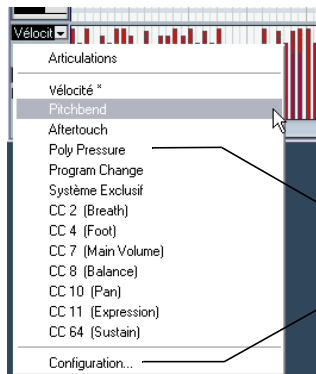 Vélocit
Articulations
Vélocité *
Pitchbend
Aftertouch
Poly Pressure
Program Change
Système Exclusif
CC 2 (Breath)
CC 4 (Foot)
CC 7 (Main Volume)
CC 8 (Balance)
CC 10 (Pan)
CC 11 (Expression)
CC 64 (Sustain)
Configuration...